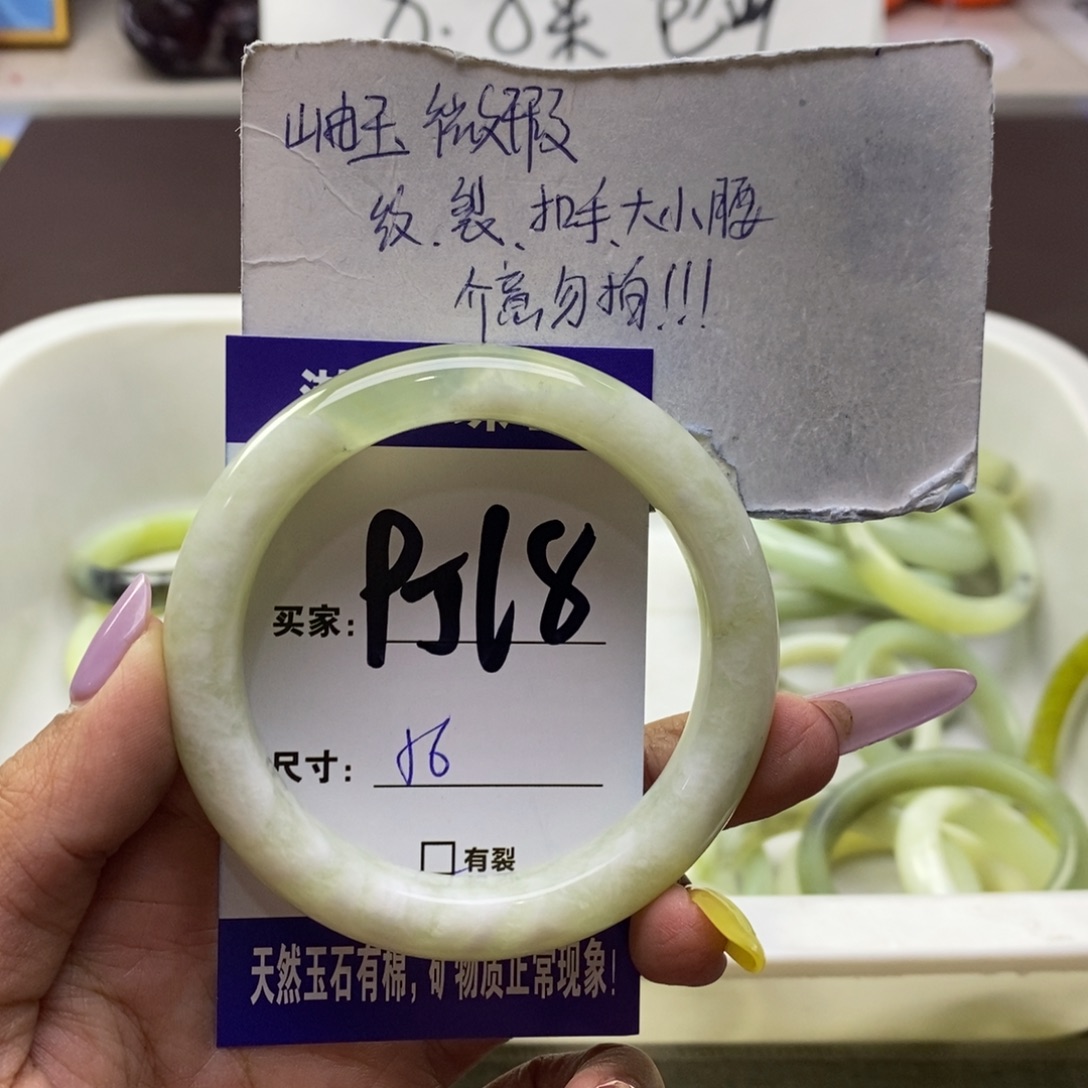 岫玉 微瑕
纹、裂、扣手、大小腰
介意勿拍!!!
买家: PJ18
尺寸: 56
□有裂
天然玉石有棉,矿物质正常现象!